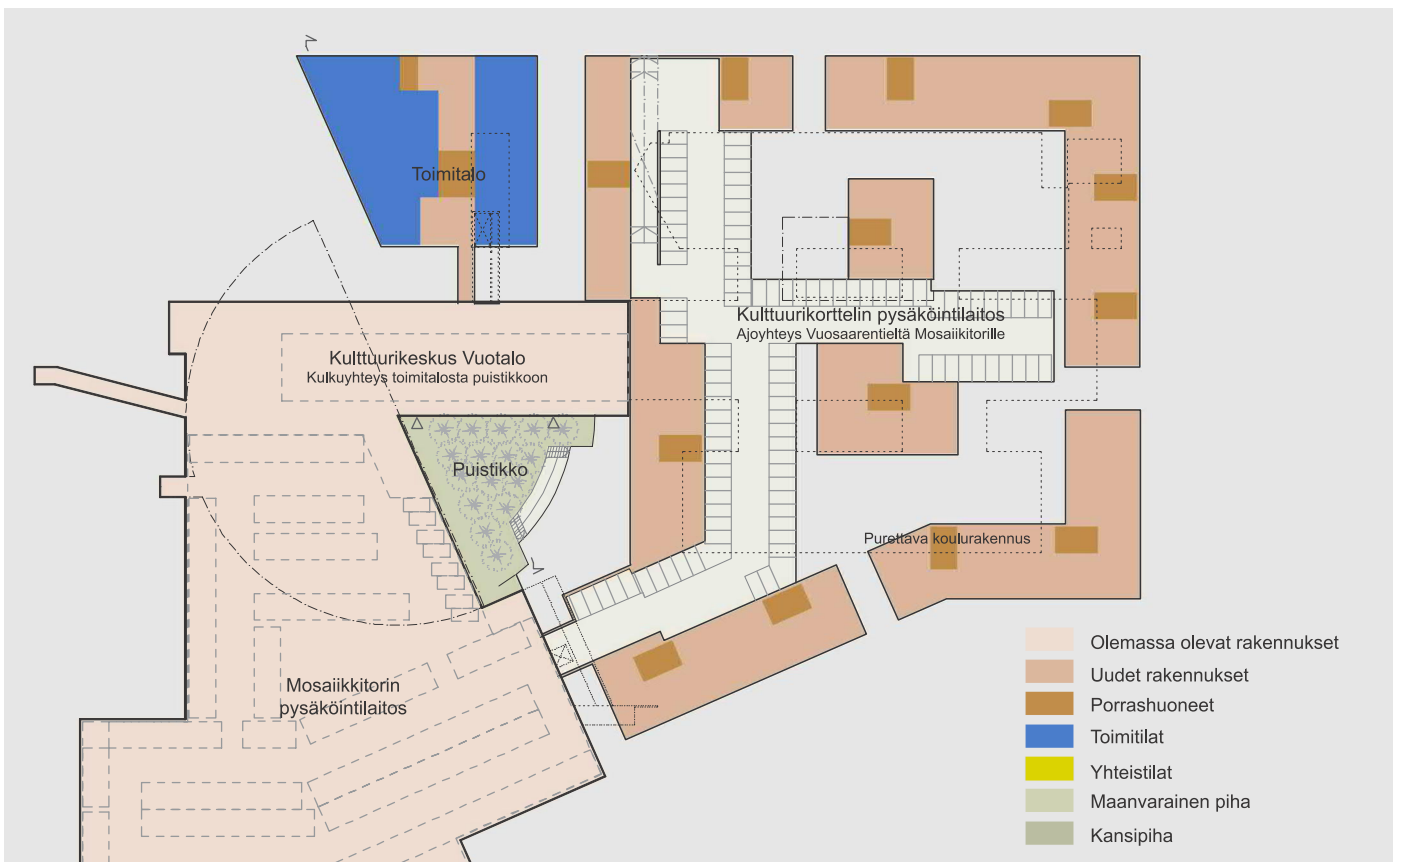 Toimitalo
Kulttuurikorttelin pysäköintilaitos
Ajoyhteys Vuosaarentieltä Mosaiikitorille
Kulttuurikeskus Vuotalo
Kulkuyhteys toimitalosta puistikkoon
Puistikko
Purettava koulurakennus
Mosaiikkitorin
pysäköintilaitos
Olemassa olevat rakennukset
Uudet rakennukset
Porrashuoneet
Toimitilat
Yhteistilat
Maanvarainen piha
Kansipiha